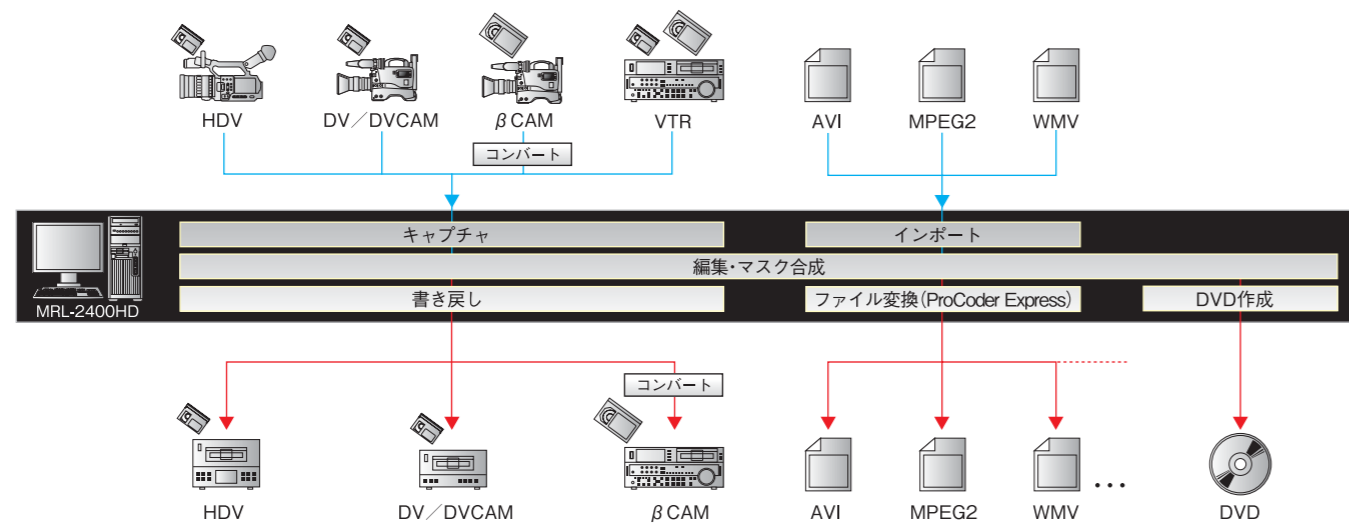 HDV
DV／DVCAM
βCAM
VTR
AVI
MPEG2
WMV
コンバート
キャプチャ
インポート
編集・マスク合成
書き戻し
ファイル変換（ProCoder Express）
DVD作成
MRL-2400HD
コンバート
HDV
DV／DVCAM
βCAM
AVI
MPEG2
WMV
...
DVD